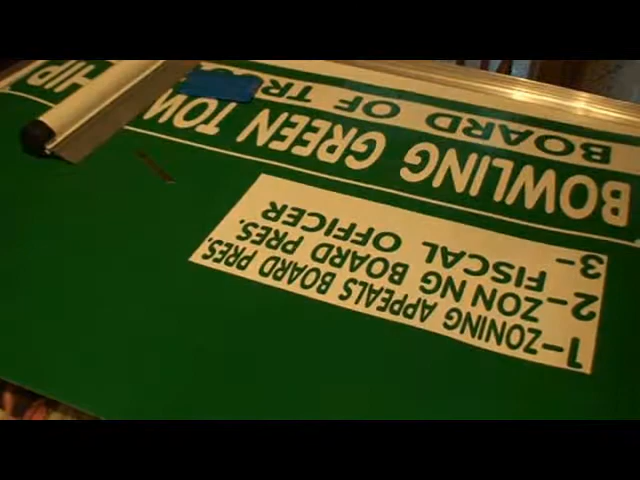 1-ZONING APPEALS BOARD PRES.
2-ZON NG BOARD PRES.
3- FISCAL OFFICER
BOWLING GREEN TOW HIP
BOARD OF TR